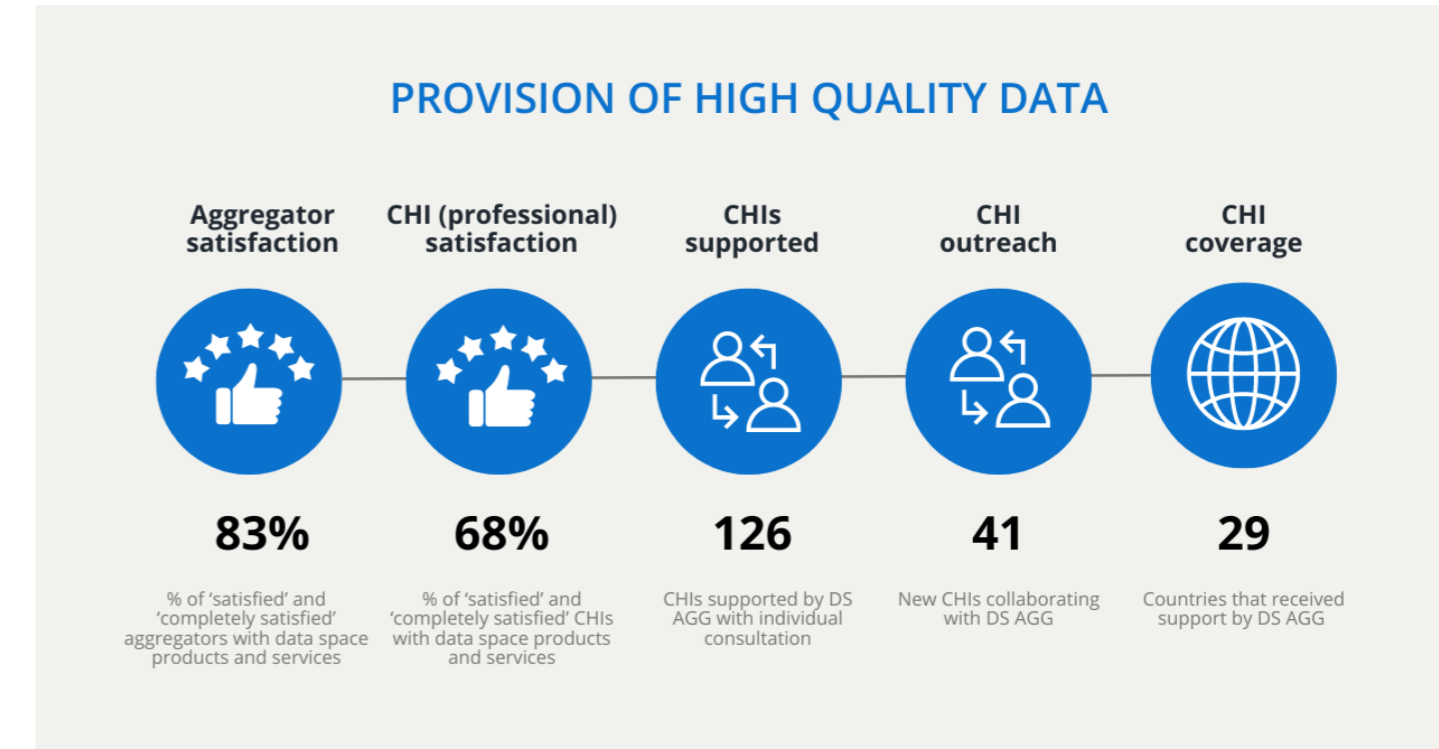 PROVISION OF HIGH QUALITY DATA
Aggregator
satisfaction
83%
% of ‘satisfied’ and
‘completely satisfied’
aggregators with data space
products and services
CHI (professional)
satisfaction
68%
% of ‘satisfied’ and
‘completely satisfied’ CHIs
with data space products
and services
CHIs
supported
126
CHIs supported by DS
AGG with individual
consultation
CHI
outreach
41
New CHIs collaborating
with DS AGG
CHI
coverage
29
Countries that received
support by DS AGG